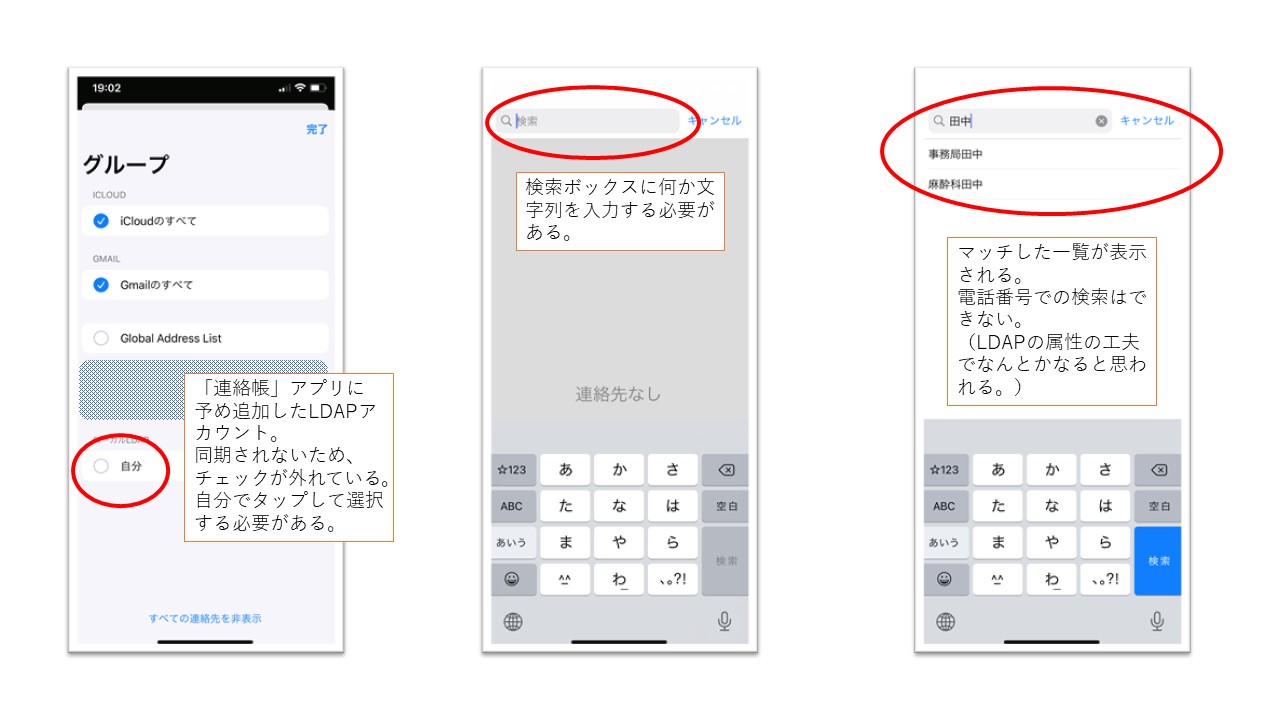 19:02
完了
グループ
ICLOUD
iCloudのすべて
GMAIL
Gmailのすべて
Global Address List
「連絡帳」アプリに
予め追加したLDAPア
カウント。
同期されないため、
チェックが外れている。
自分でタップして選択
する必要がある。
自分
すべての連絡先を非表示
検索
キャンセル
検索ボックスに何か文
字列を入力する必要が
ある。
連絡先なし
☆123 あ か さ
ABC た な は 空白
あいう ま や ら 検索
^^ わ_ 、。?!
田中
キャンセル
事務局田中
麻酔科田中
マッチした一覧が表示
される。
電話番号での検索はで
きない。
(LDAPの属性の工夫
でなんとかなると思わ
れる。)
☆123 あ か さ
ABC た な は 空白
あいう ま や ら 検索
^^ わ_ 、。?!